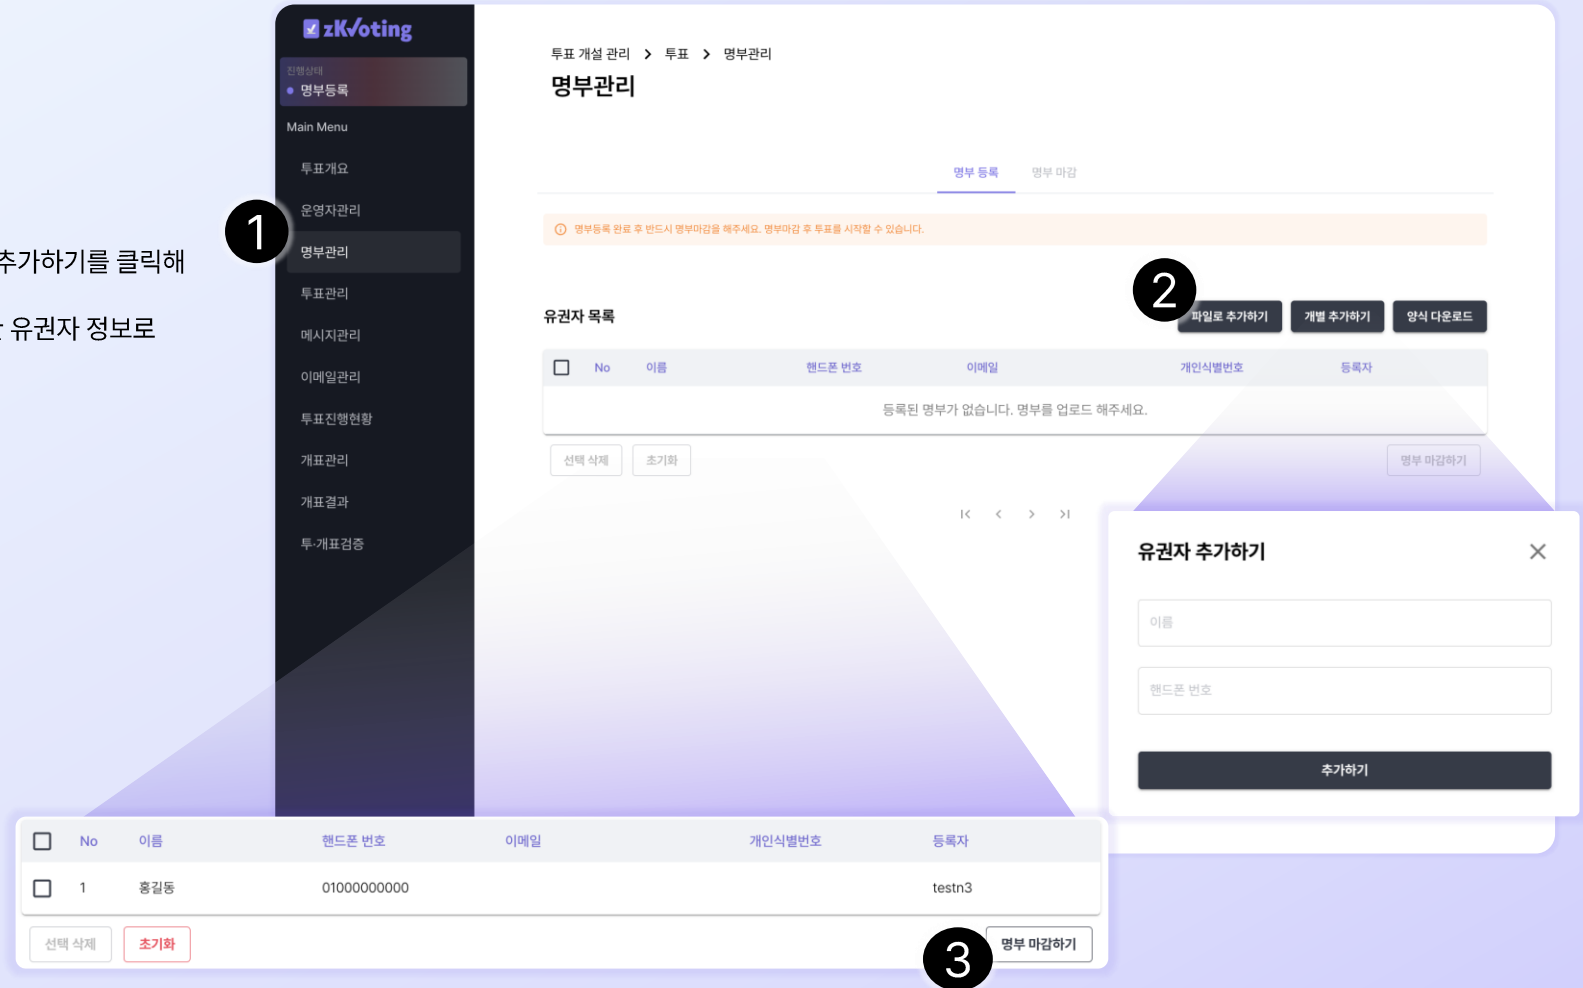 zKVoting
진행상태
명부등록
Main Menu
투표개요
운영자관리
명부관리
투표관리
메시지관리
이메일관리
투표진행현황
개표관리
개표결과
투·개표검증
1
추가하기를 클릭해
유권자 정보로
투표 개설 관리 > 투표 > 명부관리
명부관리
명부 등록 명부 마감
명부등록 완료 후 반드시 명부마감을 해주세요. 명부마감 후 투표를 시작할 수 있습니다.
2
유권자 목록 파일로 추가하기 개별 추가하기 양식 다운로드
No 이름 핸드폰 번호 이메일 개인식별번호 등록자
등록된 명부가 없습니다. 명부를 업로드 해주세요.
선택 삭제 초기화 명부 마감하기
유권자 추가하기
이름
핸드폰 번호
추가하기
No 이름 핸드폰 번호 이메일 개인식별번호 등록자
1 홍길동 01000000000 testn3
선택 삭제 초기화 명부 마감하기
3